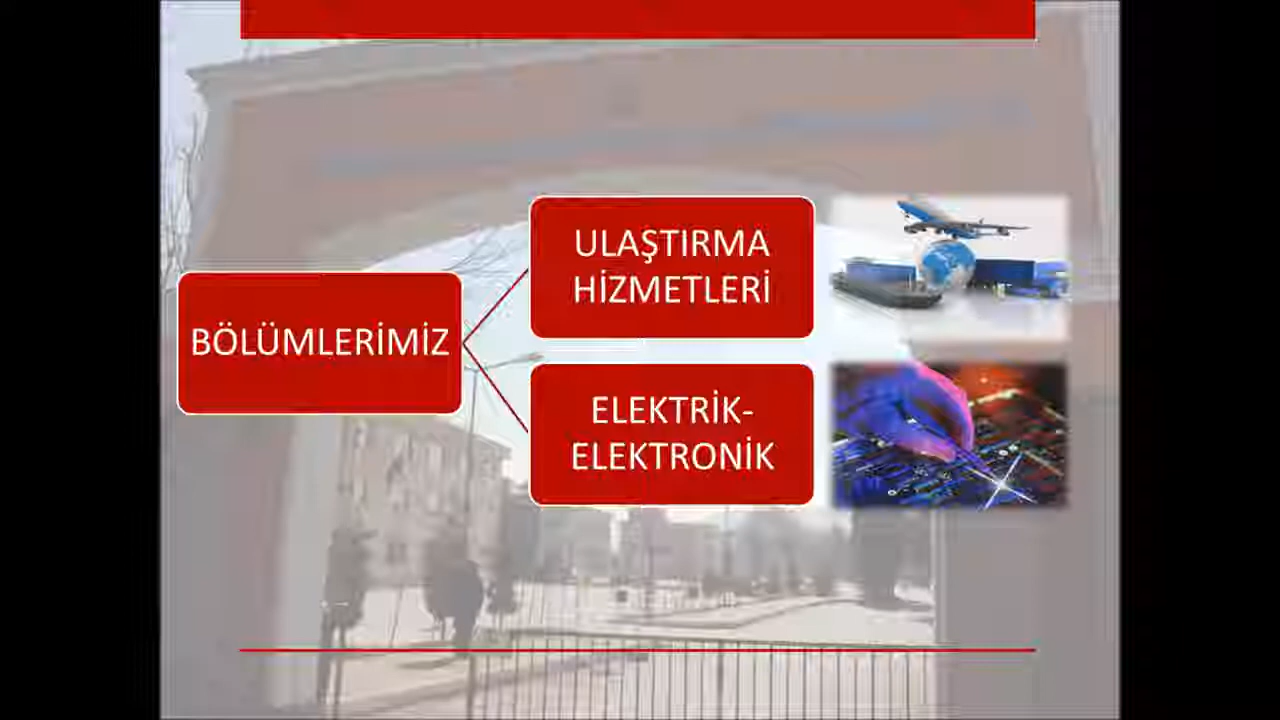 BÖLÜMLERİMİZ
ULAŞTIRMA
HİZMETLERİ
ELEKTRİK-
ELEKTRONİK